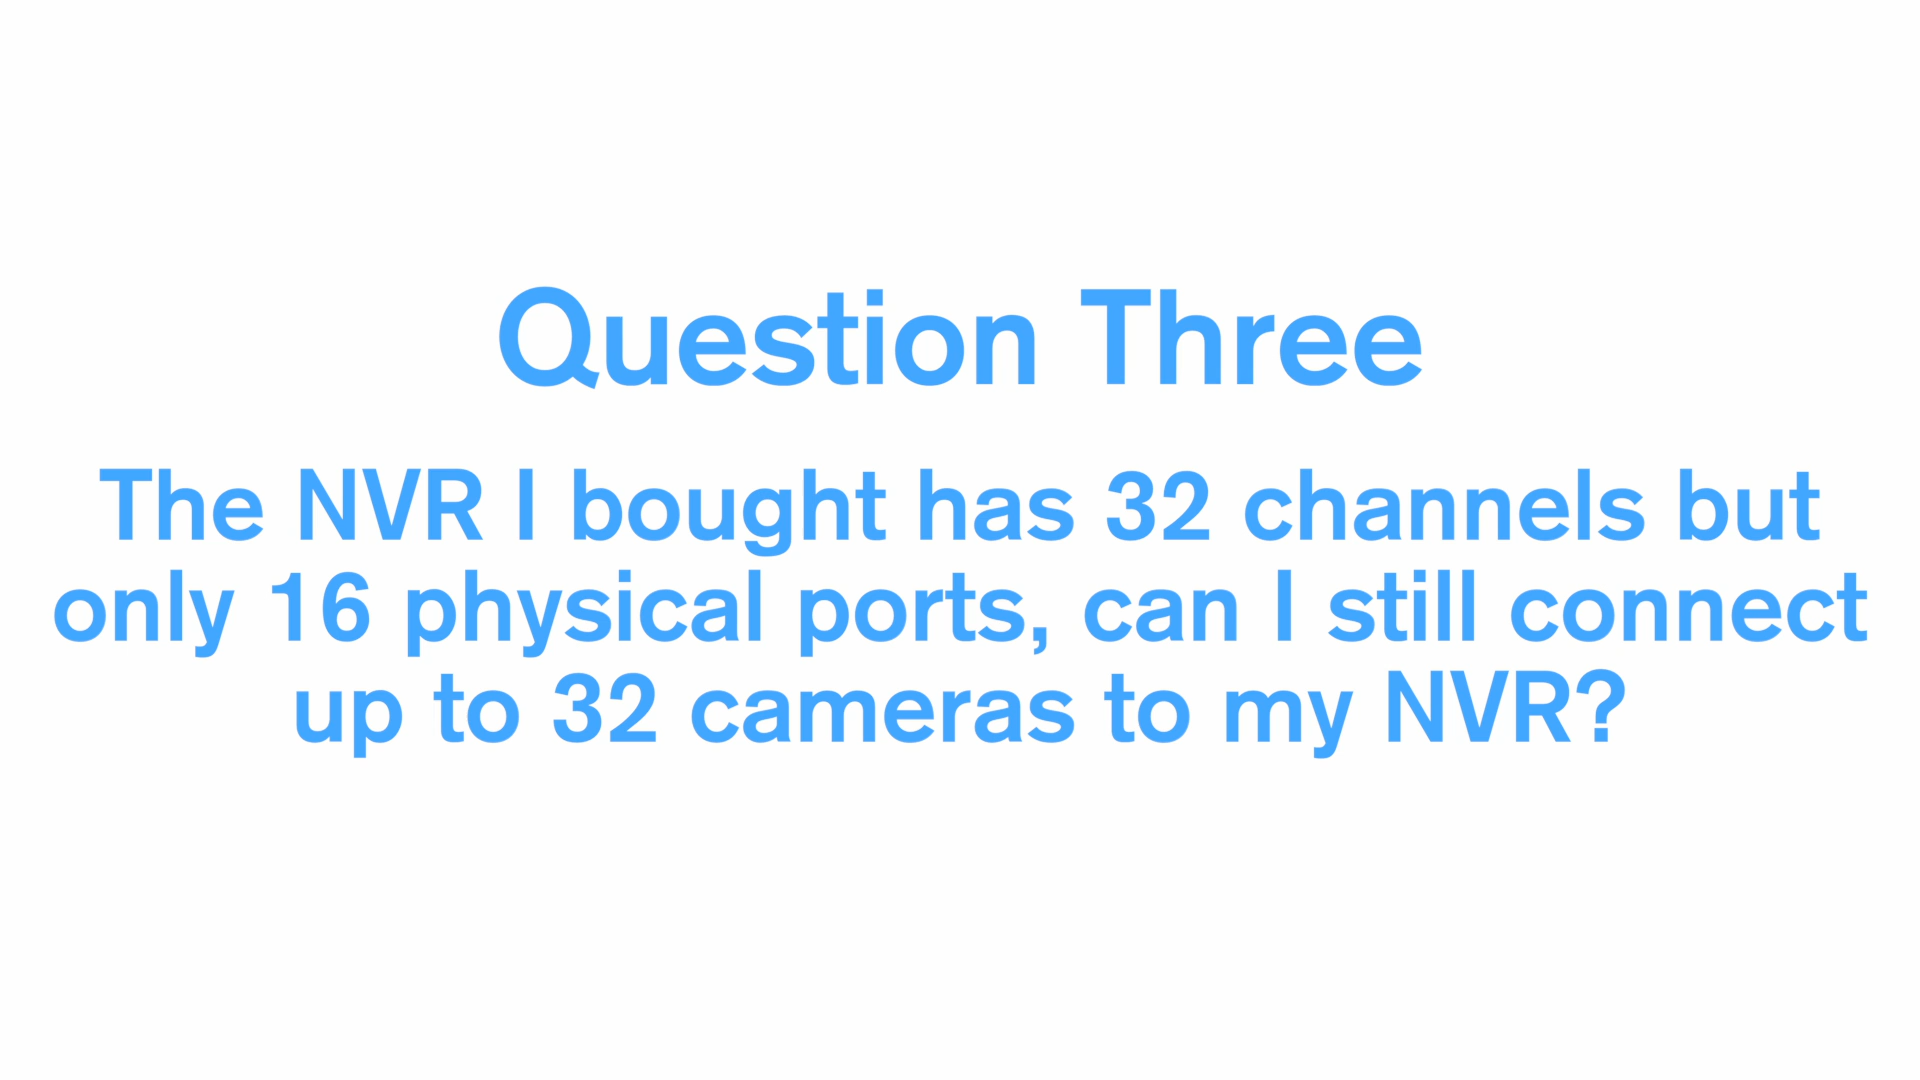 Question Three
The NVR I bought has 32 channels but
only 16 physical ports, can I still connect
up to 32 cameras to my NVR?